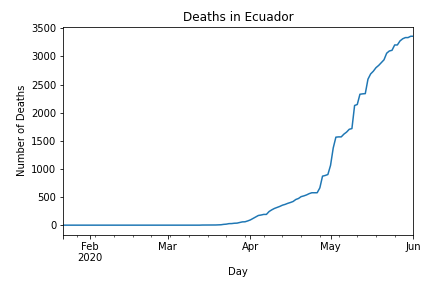 Deaths in Ecuador
Number of Deaths
3500
3000
2500
2000
1500
1000
500
0
Feb
2020
Mar
Apr
May
Jun
Day